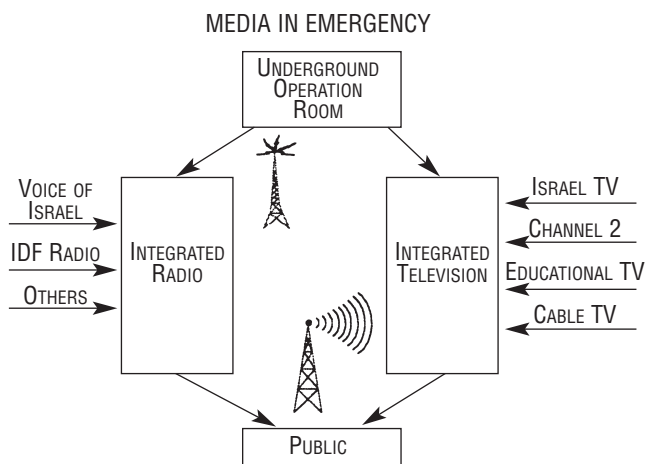 MEDIA IN EMERGENCY
UNDERGROUND
OPERATION
ROOM
VOICE OF
ISRAEL
IDF RADIO
OTHERS
INTEGRATED
RADIO
INTEGRATED
TELEVISION
ISRAEL TV
CHANNEL 2
EDUCATIONAL TV
CABLE TV
PUBLIC